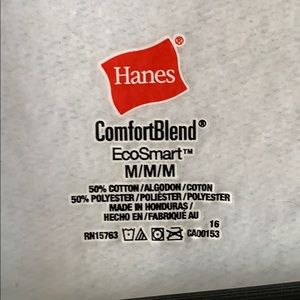 Hanes®
ComfortBlend®
EcoSmart™
M/M/M
50% COTTON/ALGODON/COTON
50% POLYESTER/POLIÉSTER/POLYESTER
MADE IN HONDURAS/
HECHO EN/FABRIQUÉ AU
16
RN15763 CA00153